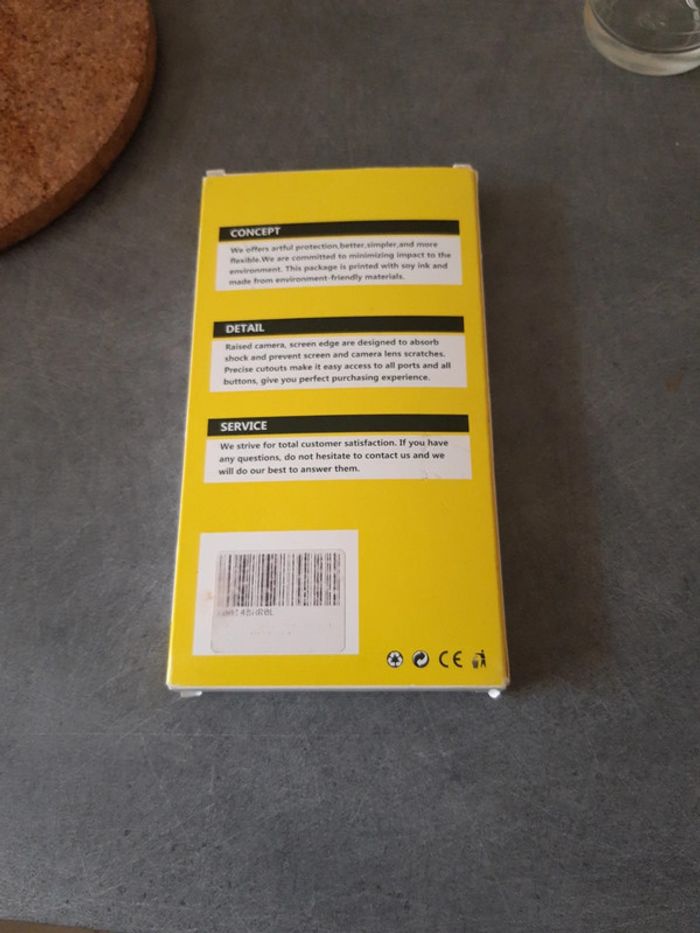 CONCEPT
We offers artful protection,better,simpler,and more
flexible.We are committed to minimizing impact to the
environment. This package is printed with soy ink and
made from environment-friendly materials.
DETAIL
Raised camera, screen edge are designed to absorb
shock and prevent screen and camera lens scratches.
Precise cutouts make it easy access to all ports and all
buttons, give you perfect purchasing experience.
SERVICE
We strive for total customer satisfaction. If you have
any questions, do not hesitate to contact us and we
will do our best to answer them.
CE